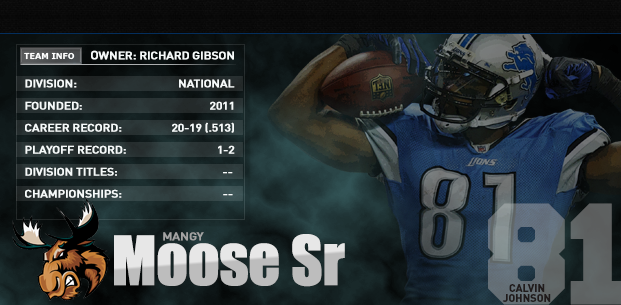 TEAM INFO OWNER: RICHARD GIBSON
DIVISION: NATIONAL
FOUNDED: 2011
CAREER RECORD: 20-19 (.513)
PLAYOFF RECORD: 1-2
DIVISION TITLES: --
CHAMPIONSHIPS: --
MANGY
Moose Sr
NFL
LIONS
81
81
CALVIN
JOHNSON